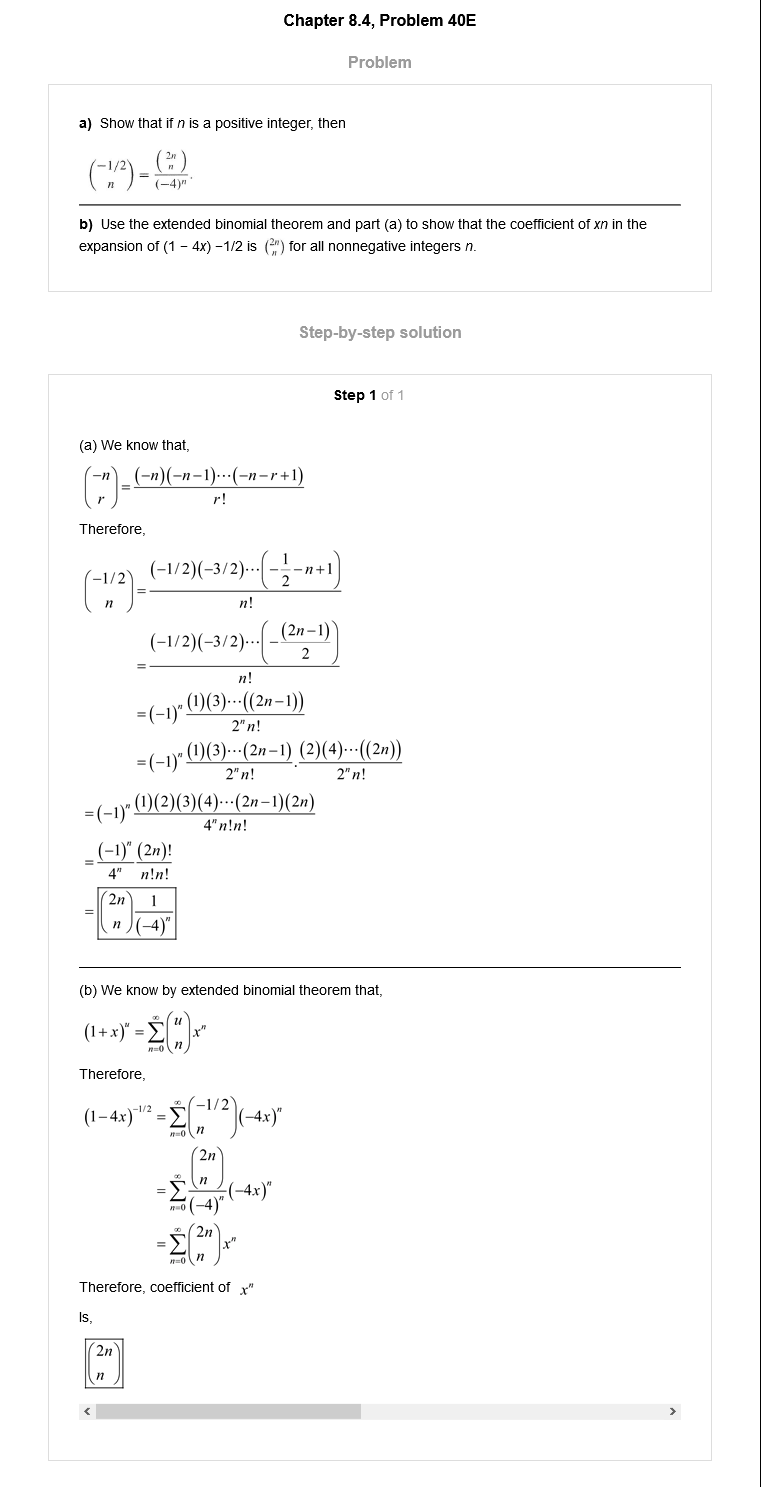 Chapter 8.4, Problem 40E
Problem
a) Show that if n is a positive integer, then
\binom{-1/2}{n} = \frac{\binom{2n}{n}}{(-4)^n}.
b) Use the extended binomial theorem and part (a) to show that the coefficient of xn in the
expansion of (1 − 4x) −1/2 is \binom{2n}{n} for all nonnegative integers n.
Step-by-step solution
Step 1 of 1
(a) We know that,
\binom{-n}{r} = \frac{(-n)(-n-1)\cdots(-n-r+1)}{r!}
Therefore,
\binom{-1/2}{n} = \frac{(-1/2)(-3/2)\cdots\left(-\frac{1}{2}-n+1\right)}{n!}
= \frac{(-1/2)(-3/2)\cdots\left(-\frac{(2n-1)}{2}\right)}{n!}
= (-1)^n \frac{(1)(3)\cdots((2n-1))}{2^n n!}
= (-1)^n \frac{(1)(3)\cdots(2n-1)}{2^n n!} . \frac{(2)(4)\cdots((2n))}{2^n n!}
= (-1)^n \frac{(1)(2)(3)(4)\cdots(2n-1)(2n)}{4^n n!n!}
= \frac{(-1)^n}{4^n} \frac{(2n)!}{n!n!}
= \binom{2n}{n} \frac{1}{(-4)^n}
(b) We know by extended binomial theorem that,
(1+x)^u = \sum_{n=0}^{\infty} \binom{u}{n} x^n
Therefore,
(1-4x)^{-1/2} = \sum_{n=0}^{\infty} \binom{-1/2}{n} (-4x)^n
= \sum_{n=0}^{\infty} \frac{\binom{2n}{n}}{(-4)^n} (-4x)^n
= \sum_{n=0}^{\infty} \binom{2n}{n} x^n
Therefore, coefficient of x^n
Is,
\binom{2n}{n}